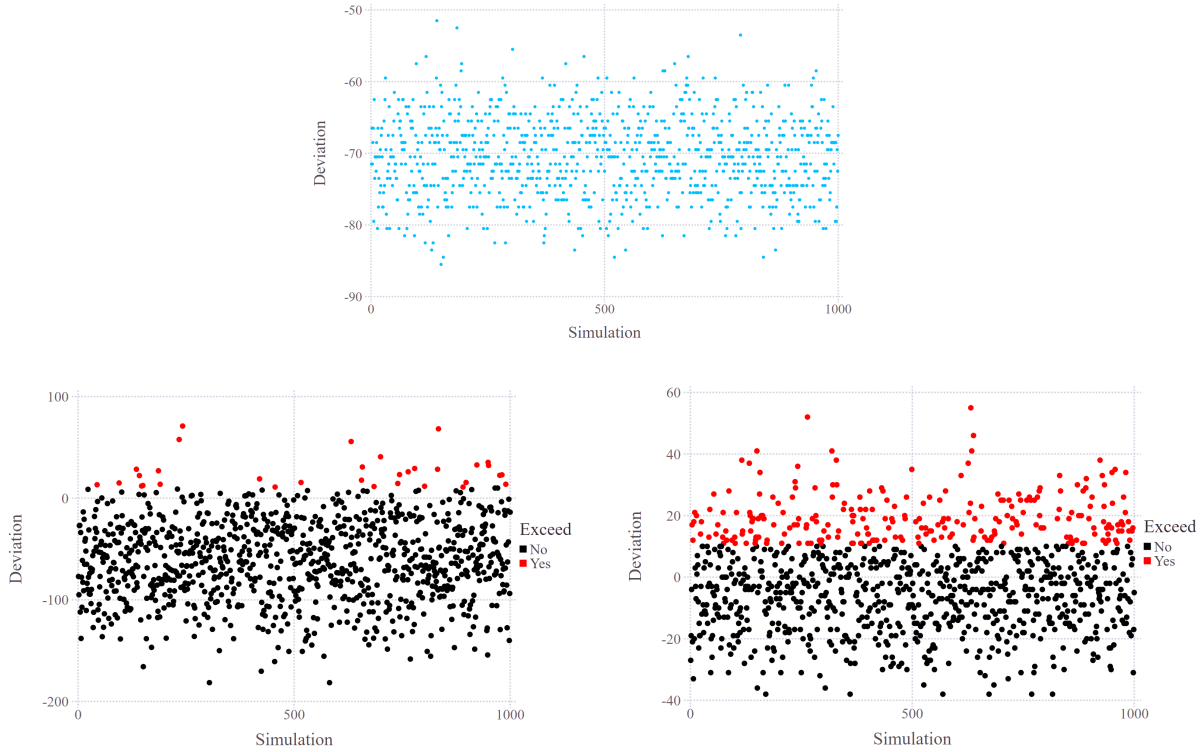 -50
-60
-70
-80
-90
Deviation
0
500
1000
Simulation
100
0
-100
-200
Deviation
0
500
1000
Simulation
Exceed
No
Yes
60
40
20
0
-20
-40
Deviation
0
500
1000
Simulation
Exceed
No
Yes